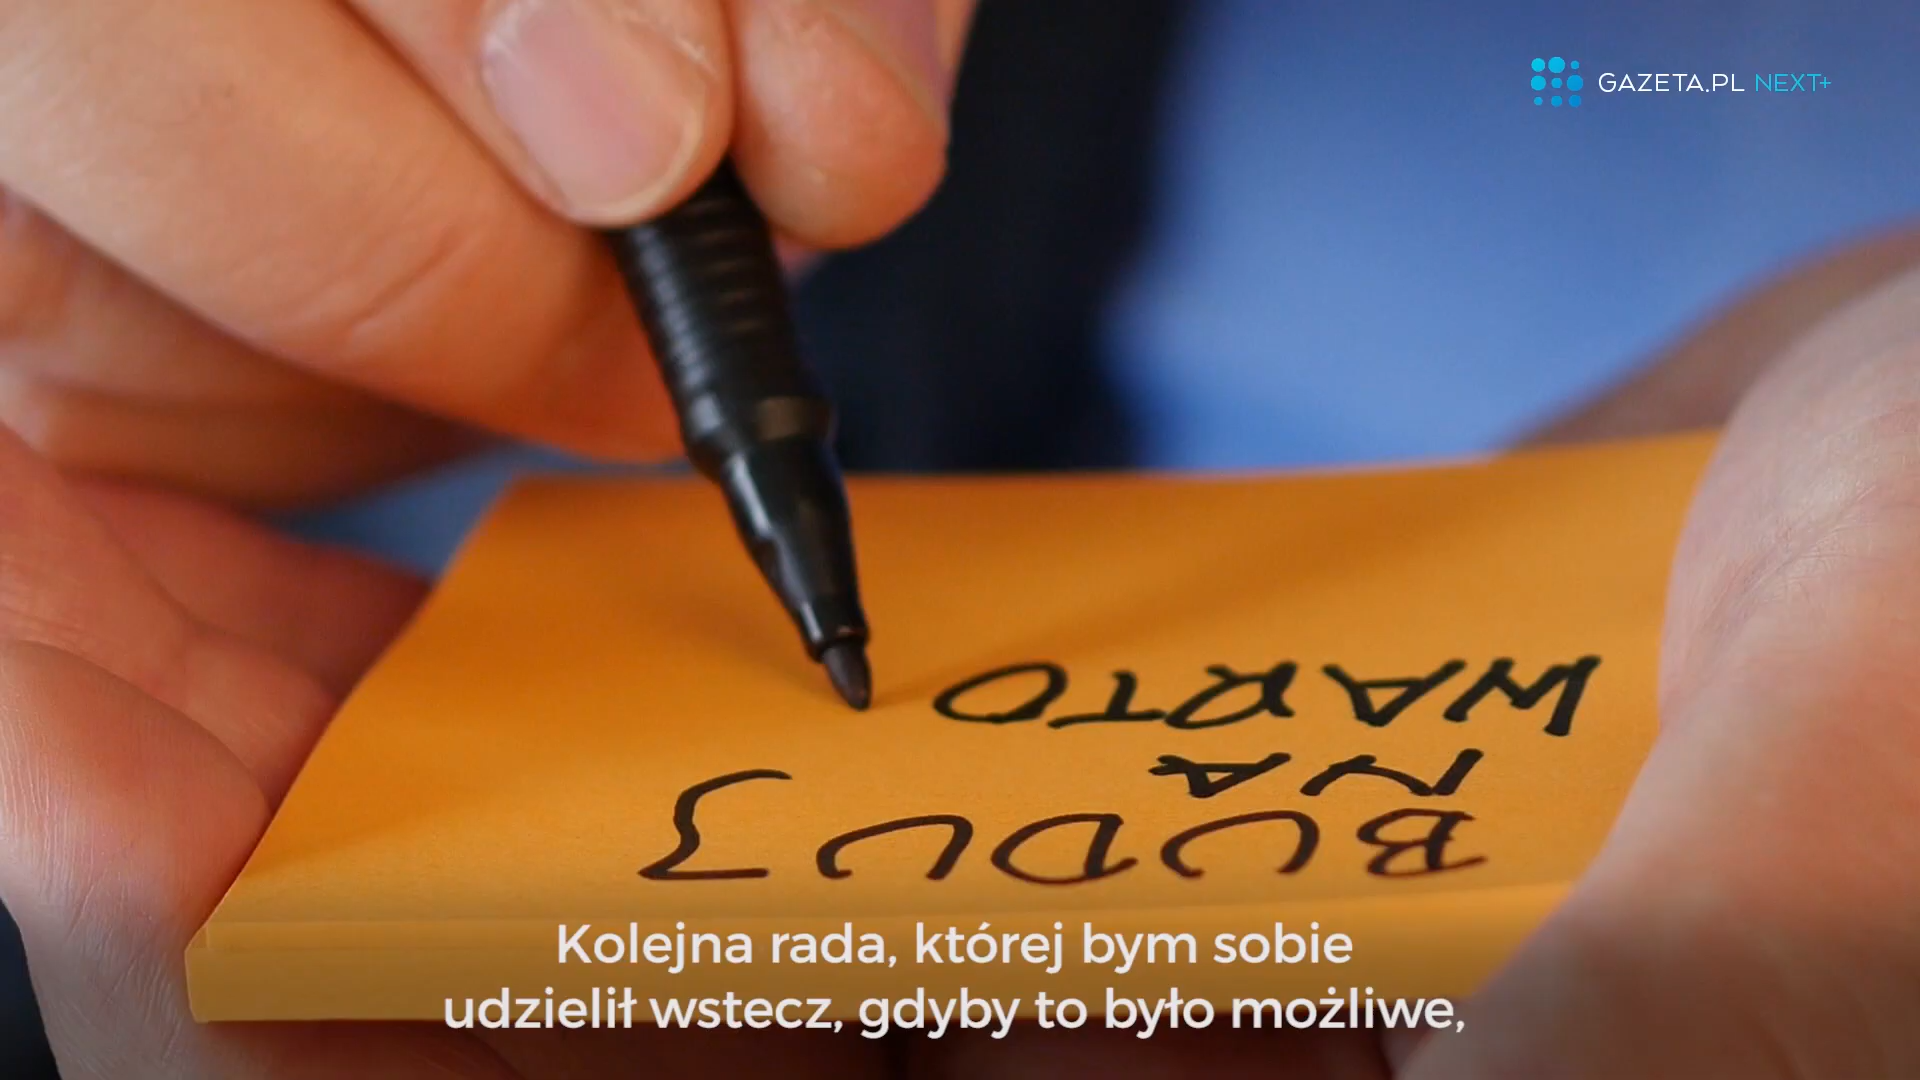 GAZETA.PL NEXT+
BUDUJ
NA
WARTO
Kolejna rada, której bym sobie
udzielił wstecz, gdyby to było możliwe,